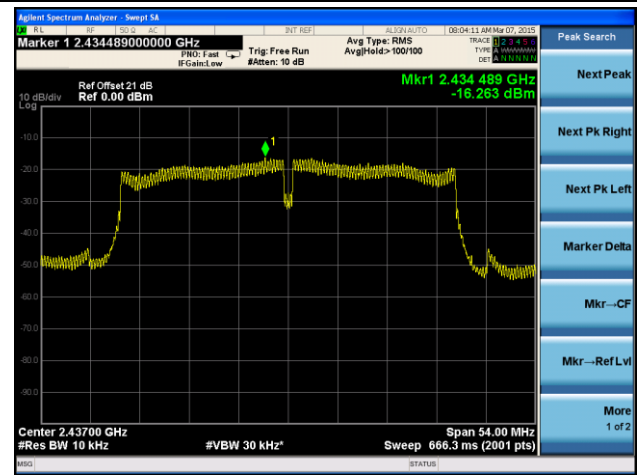 Agilent Spectrum Analyzer - Swept SA
RL RF 50 Ω AC INT REF ALIGNAUTO 08:04:11 AM Mar 07, 2015
Marker 1 2.434489000000 GHz
PNO: Fast
IFGain:Low
Trig: Free Run
#Atten: 10 dB
Avg Type: RMS
Avg|Hold:>100/100
TRACE 1 2 3 4 5 6
TYPE A WWWWW
DET A N N N N N
Peak Search
Mkr1 2.434 489 GHz
-16.263 dBm
Ref Offset 21 dB
10 dB/div Ref 0.00 dBm
Log
1
-10.0
-20.0
-30.0
-40.0
-50.0
-60.0
-70.0
-80.0
-90.0
Next Peak
Next Pk Right
Next Pk Left
Marker Delta
Mkr→CF
Mkr→Ref Lvl
More
1 of 2
Center 2.43700 GHz Span 54.00 MHz
#Res BW 10 kHz #VBW 30 kHz* Sweep 666.3 ms (2001 pts)
MSG STATUS